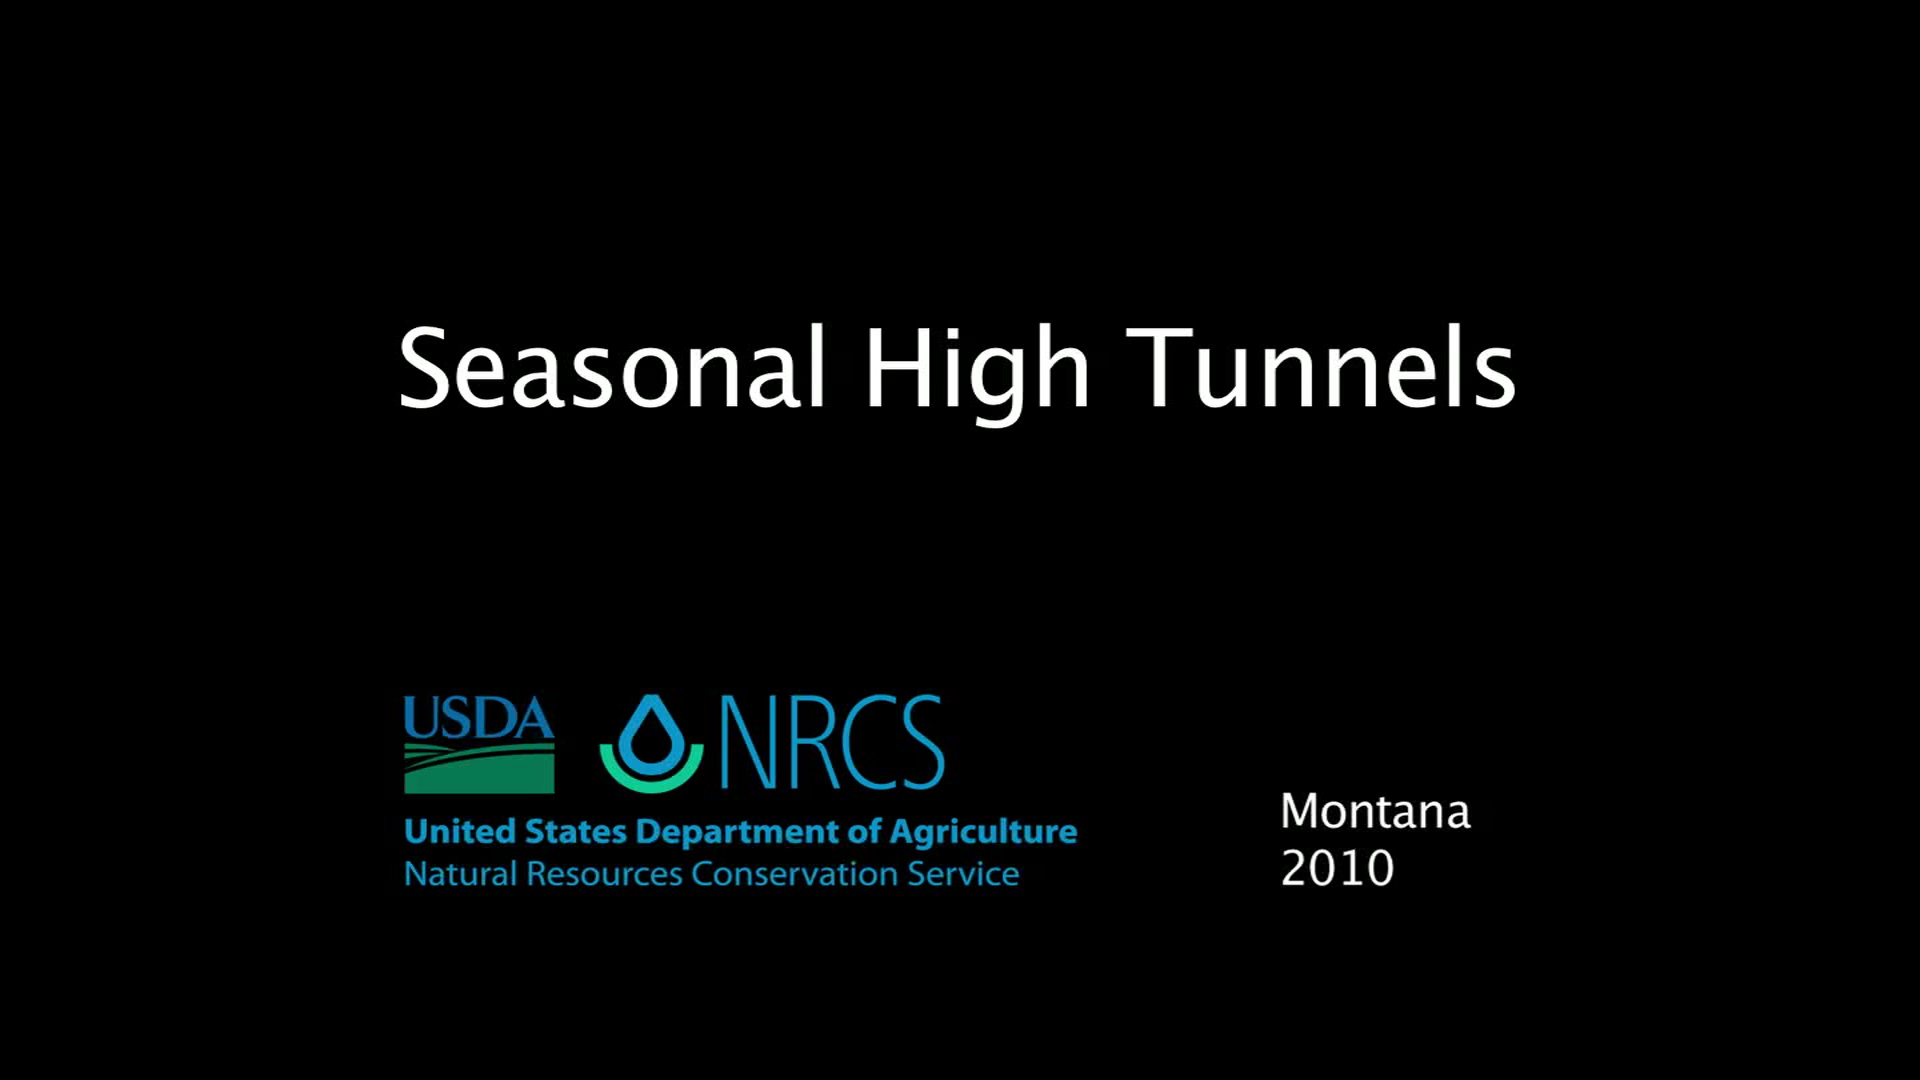 Seasonal High Tunnels
USDA NRCS
United States Department of Agriculture
Natural Resources Conservation Service
Montana
2010